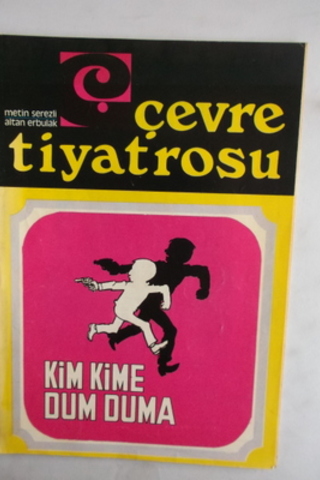 metin serezli
altan erbulak
ç
çevre
tiyatrosu
KİM KİME
DUM DUMA